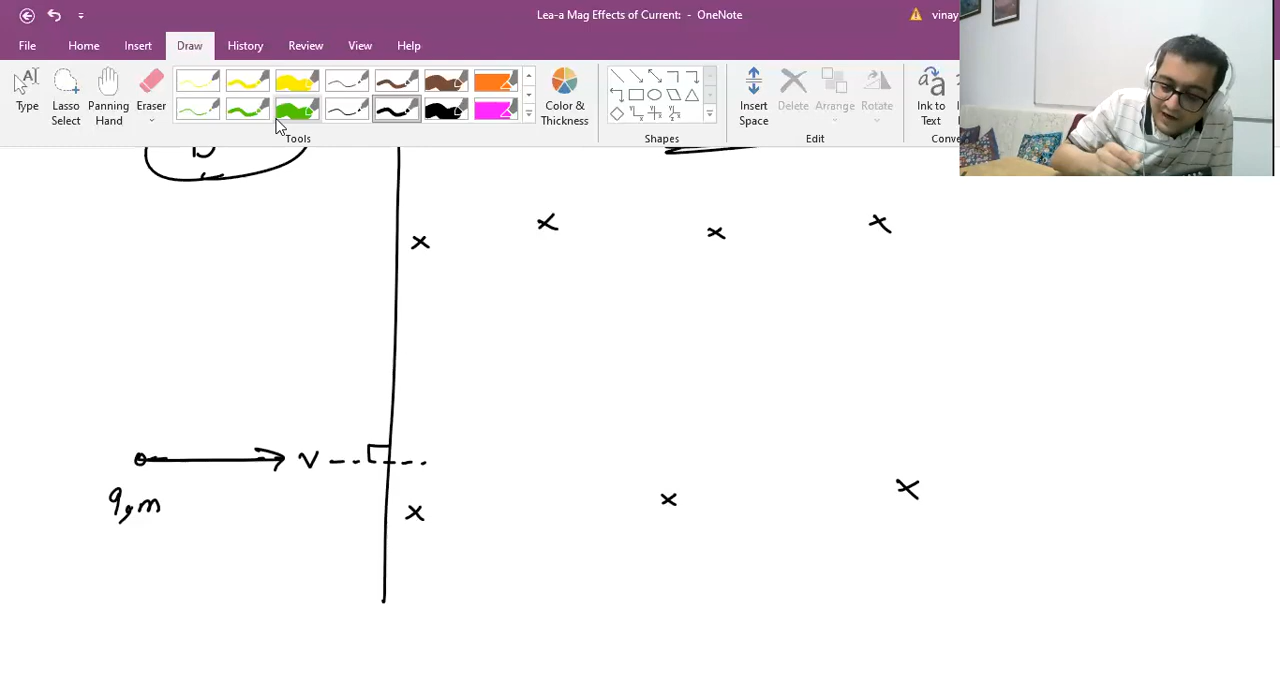 Lea-a Mag Effects of Current: - OneNote
vinay
File Home Insert Draw History Review View Help
Type
Lasso Select
Panning Hand
Eraser
Color & Thickness
Insert Space
Delete
Arrange
Rotate
Ink to Text
Tools
Shapes
Edit
Conve
x x x x
v
q, m
x x x